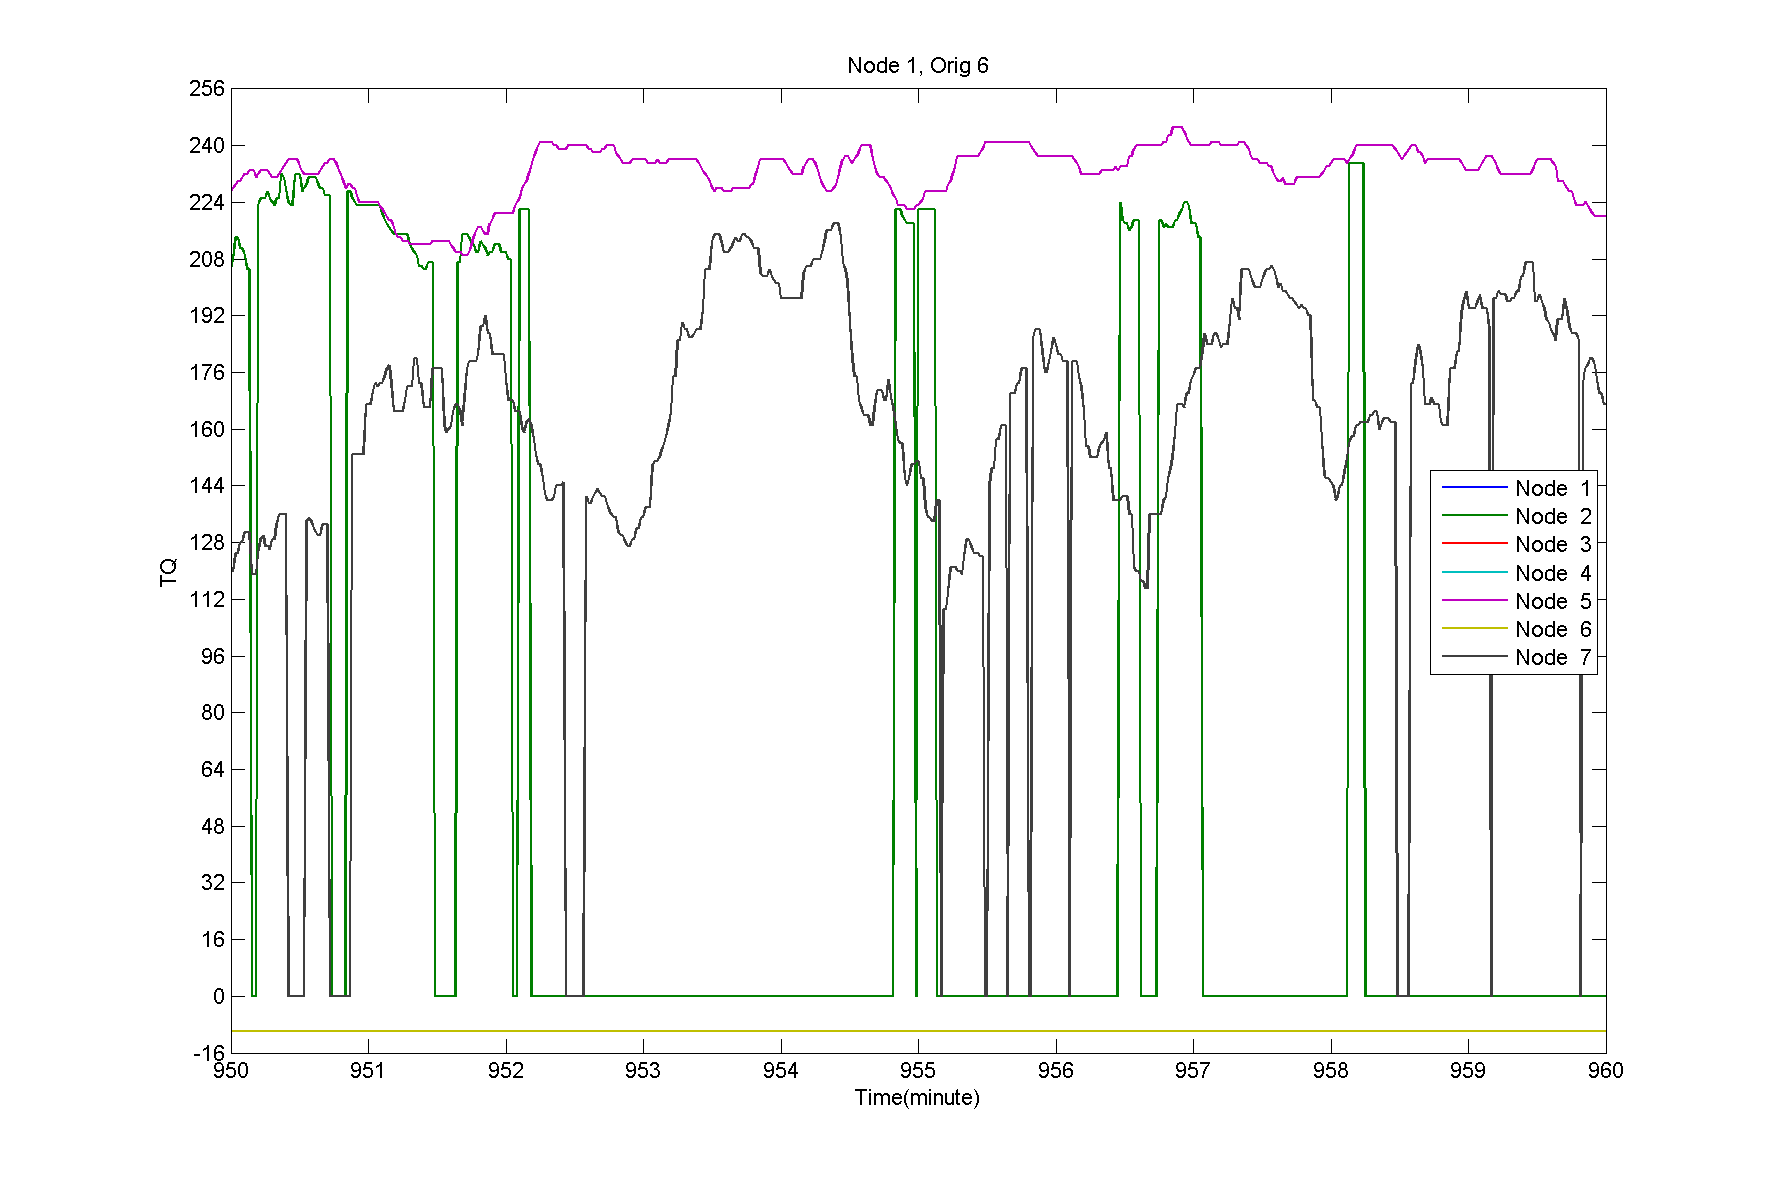 Node 1, Orig 6
256
240
224
208
192
176
160
144
128
112
96
80
64
48
32
16
0
-16
TQ
Node 1
Node 2
Node 3
Node 4
Node 5
Node 6
Node 7
950 951 952 953 954 955 956 957 958 959 960
Time(minute)